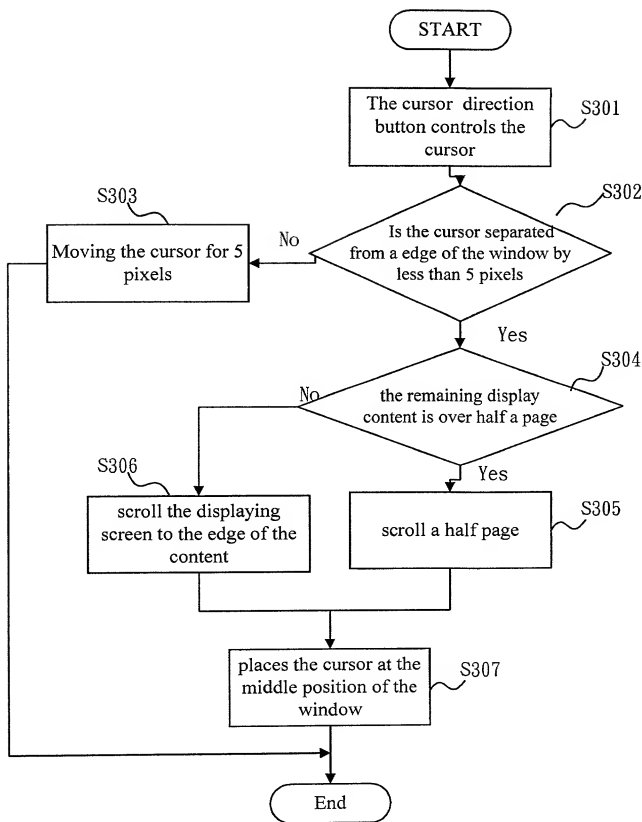 START
The cursor direction
button controls the
cursor
S301
S302
Is the cursor separated
from a edge of the window by
less than 5 pixels
No
S303
Moving the cursor for 5
pixels
Yes
S304
the remaining display
content is over half a page
No
Yes
S306
scroll the displaying
screen to the edge of the
content
scroll a half page
S305
places the cursor at the
middle position of the
window
S307
End